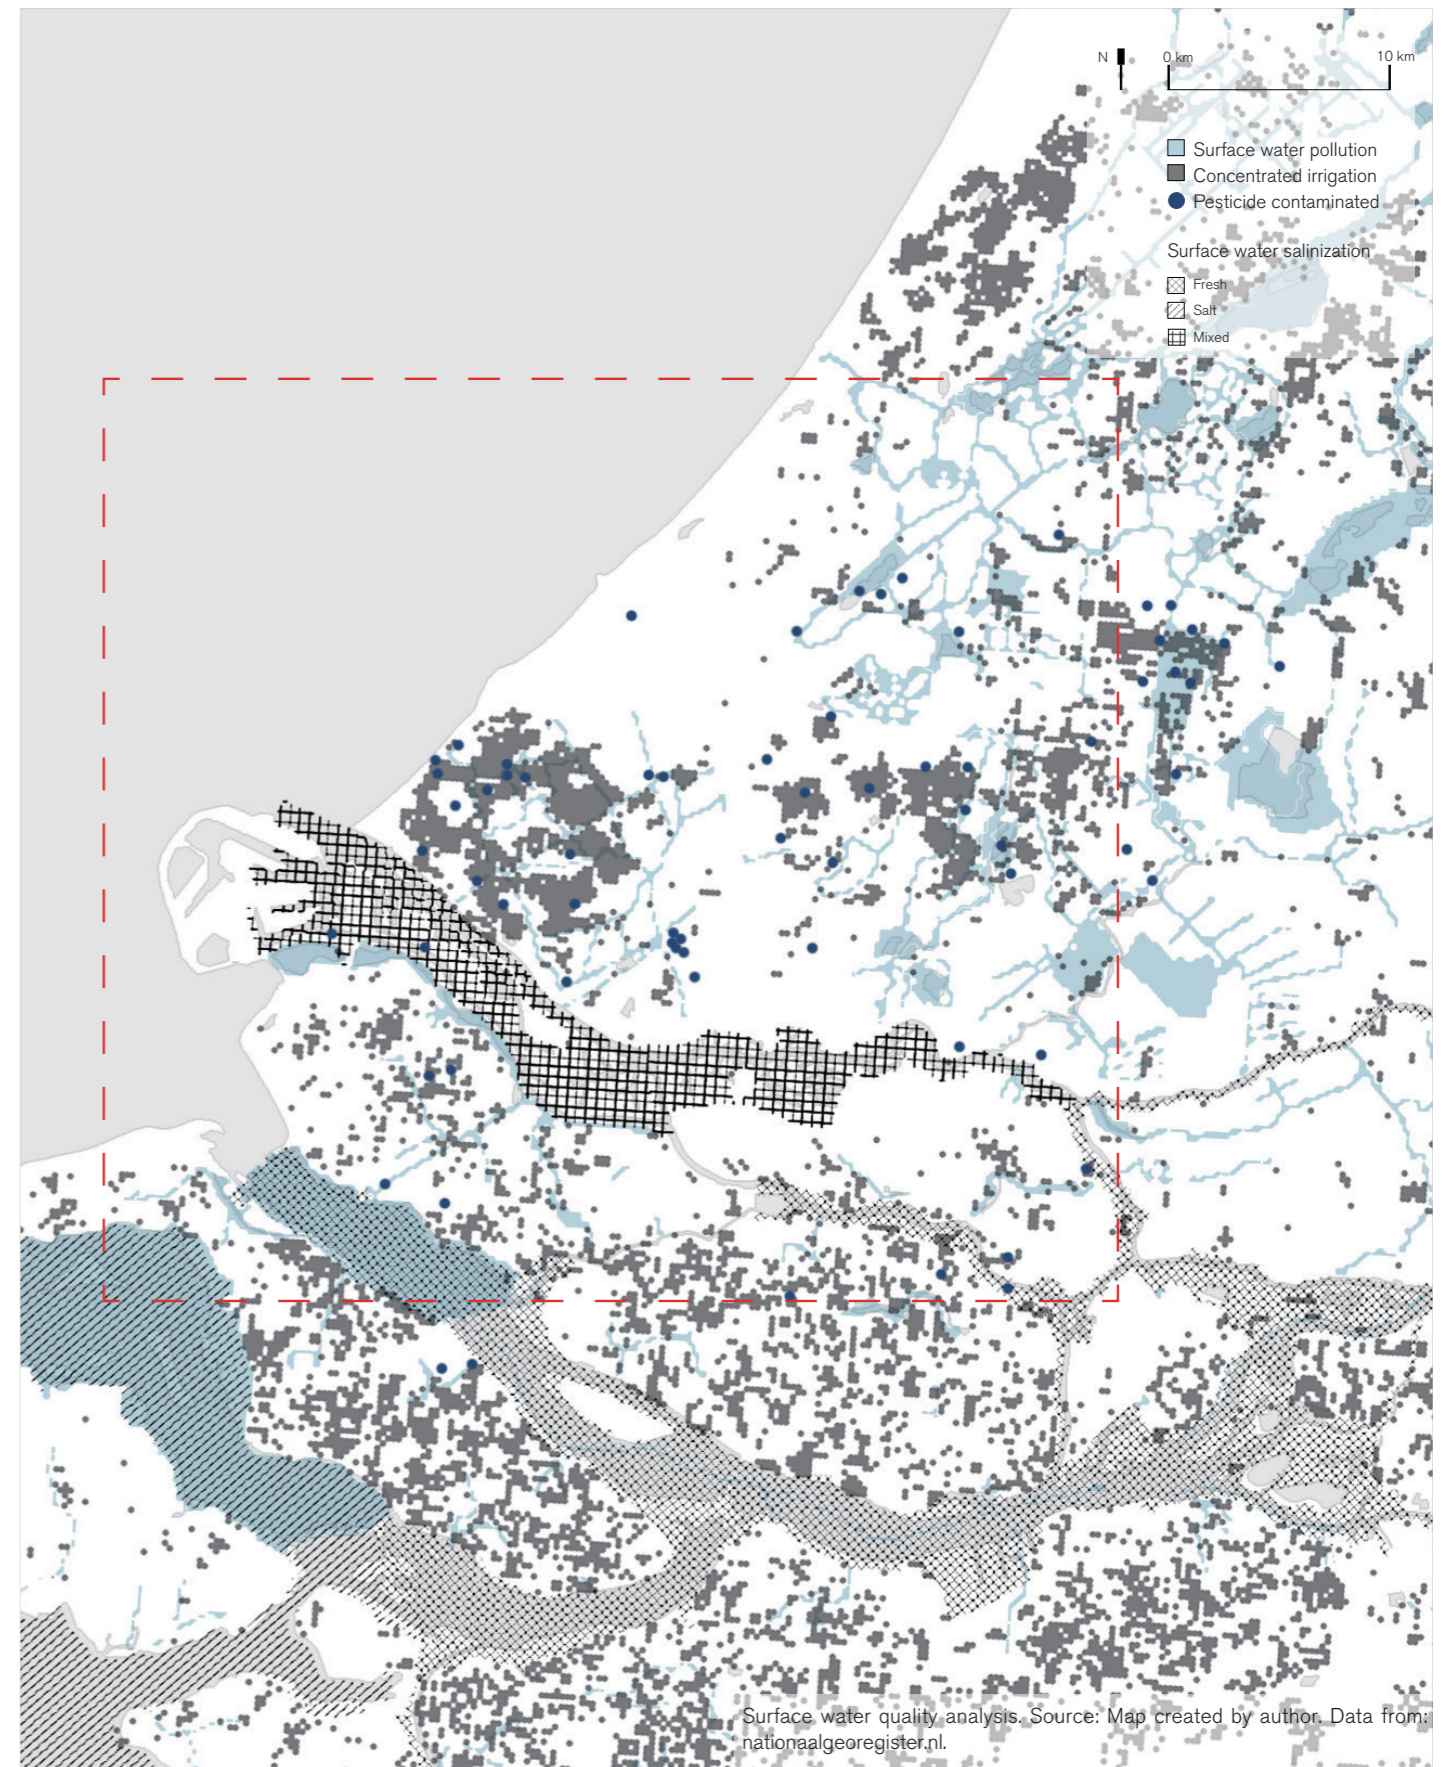 N
0 km
10 km
Surface water pollution
Concentrated irrigation
Pesticide contaminated
Surface water salinization
Fresh
Salt
Mixed
Surface water quality analysis. Source: Map created by author. Data from:
nationaalgeoregister.nl.